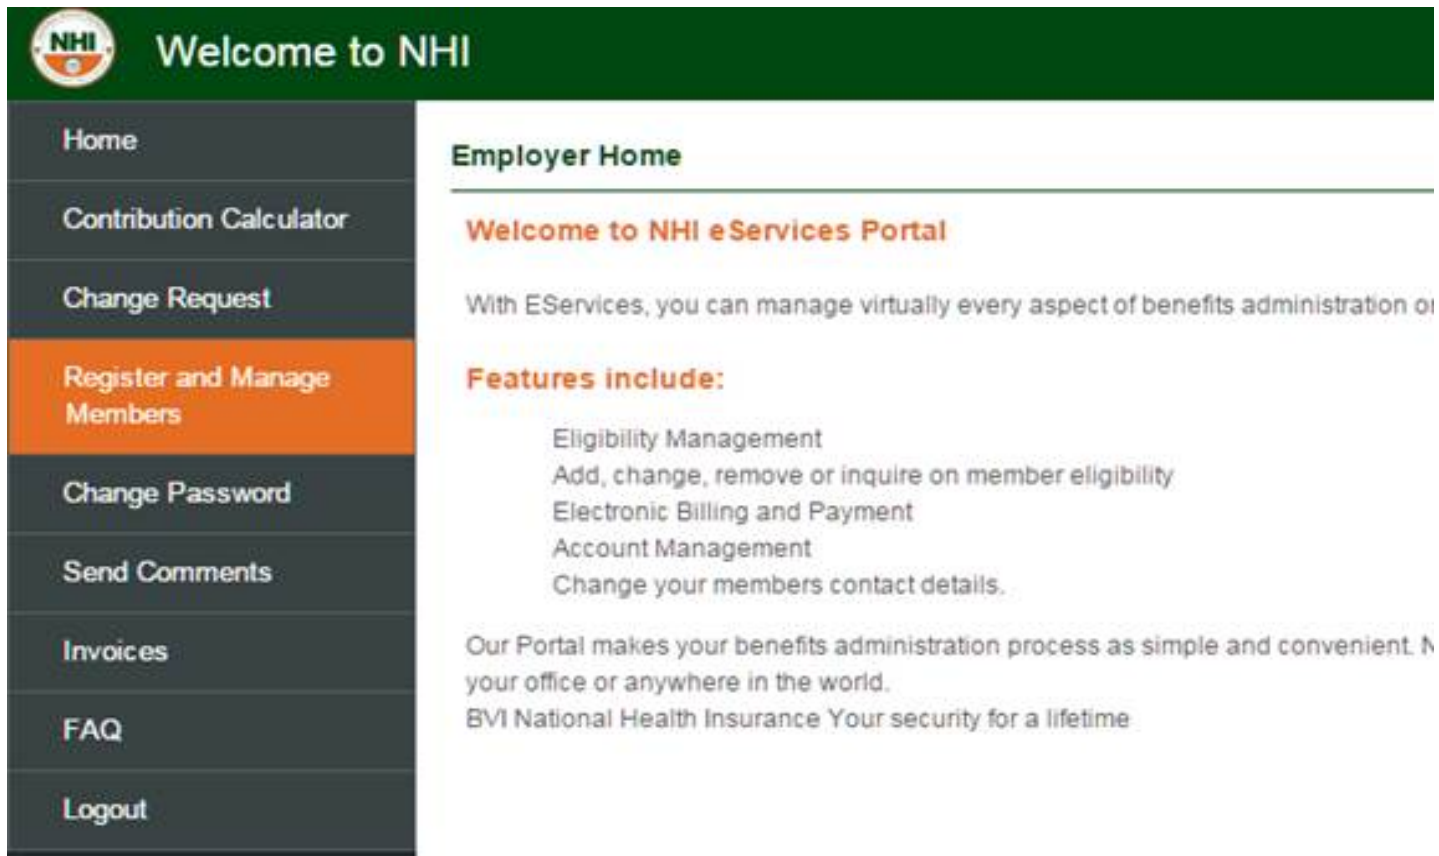 NHI
Welcome to NHI
Home
Contribution Calculator
Change Request
Register and Manage
Members
Change Password
Send Comments
Invoices
FAQ
Logout
Employer Home
Welcome to NHI eServices Portal
With EServices, you can manage virtually every aspect of benefits administration
Features include:
Eligibility Management
Add, change, remove or inquire on member eligibility
Electronic Billing and Payment
Account Management
Change your members contact details.
Our Portal makes your benefits administration process as simple and convenient.
your office or anywhere in the world.
BVI National Health Insurance Your security for a lifetime